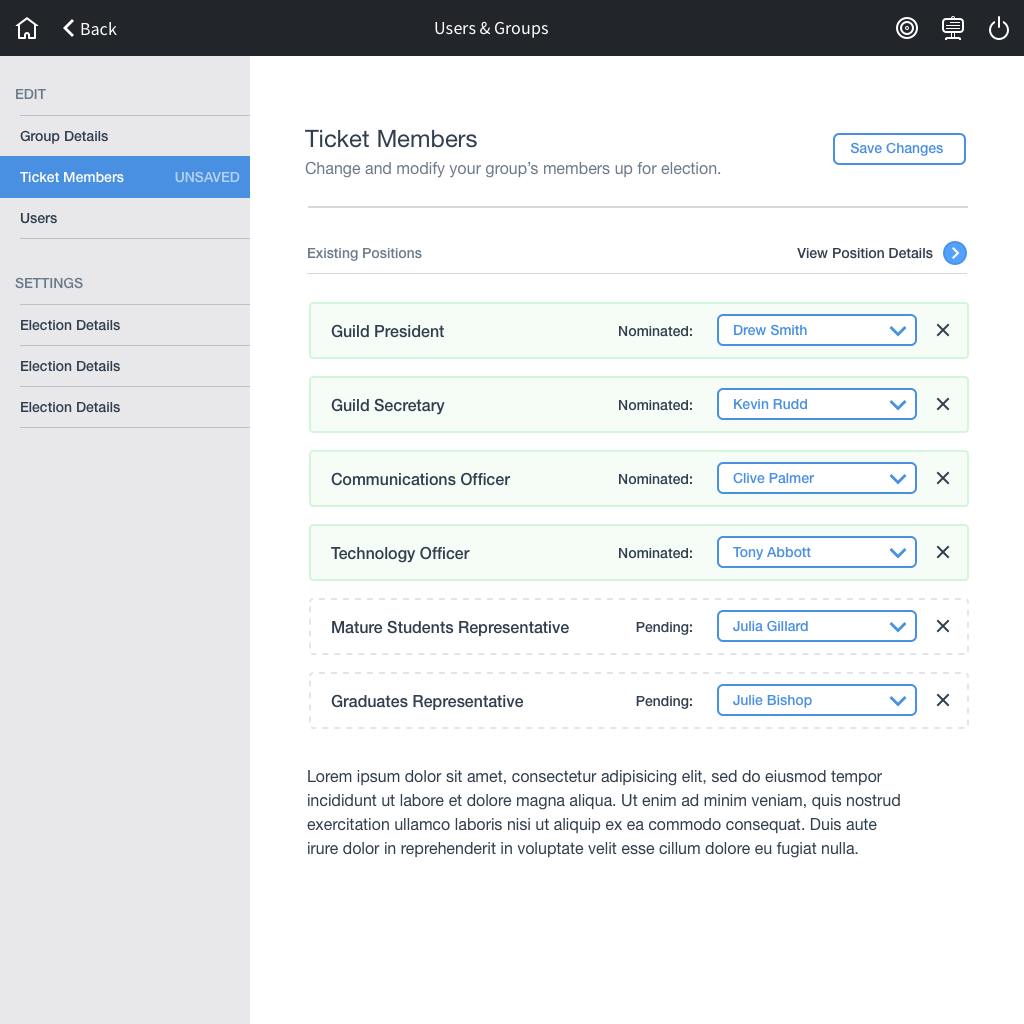 Back
Users & Groups
EDIT
Group Details
Ticket Members UNSAVED
Users
SETTINGS
Election Details
Election Details
Election Details
Ticket Members
Change and modify your group’s members up for election.
Save Changes
Existing Positions
View Position Details
Guild President Nominated: Drew Smith
Guild Secretary Nominated: Kevin Rudd
Communications Officer Nominated: Clive Palmer
Technology Officer Nominated: Tony Abbott
Mature Students Representative Pending: Julia Gillard
Graduates Representative Pending: Julie Bishop
Lorem ipsum dolor sit amet, consectetur adipisicing elit, sed do eiusmod tempor
incididunt ut labore et dolore magna aliqua. Ut enim ad minim veniam, quis nostrud
exercitation ullamco laboris nisi ut aliquip ex ea commodo consequat. Duis aute
irure dolor in reprehenderit in voluptate velit esse cillum dolore eu fugiat nulla.